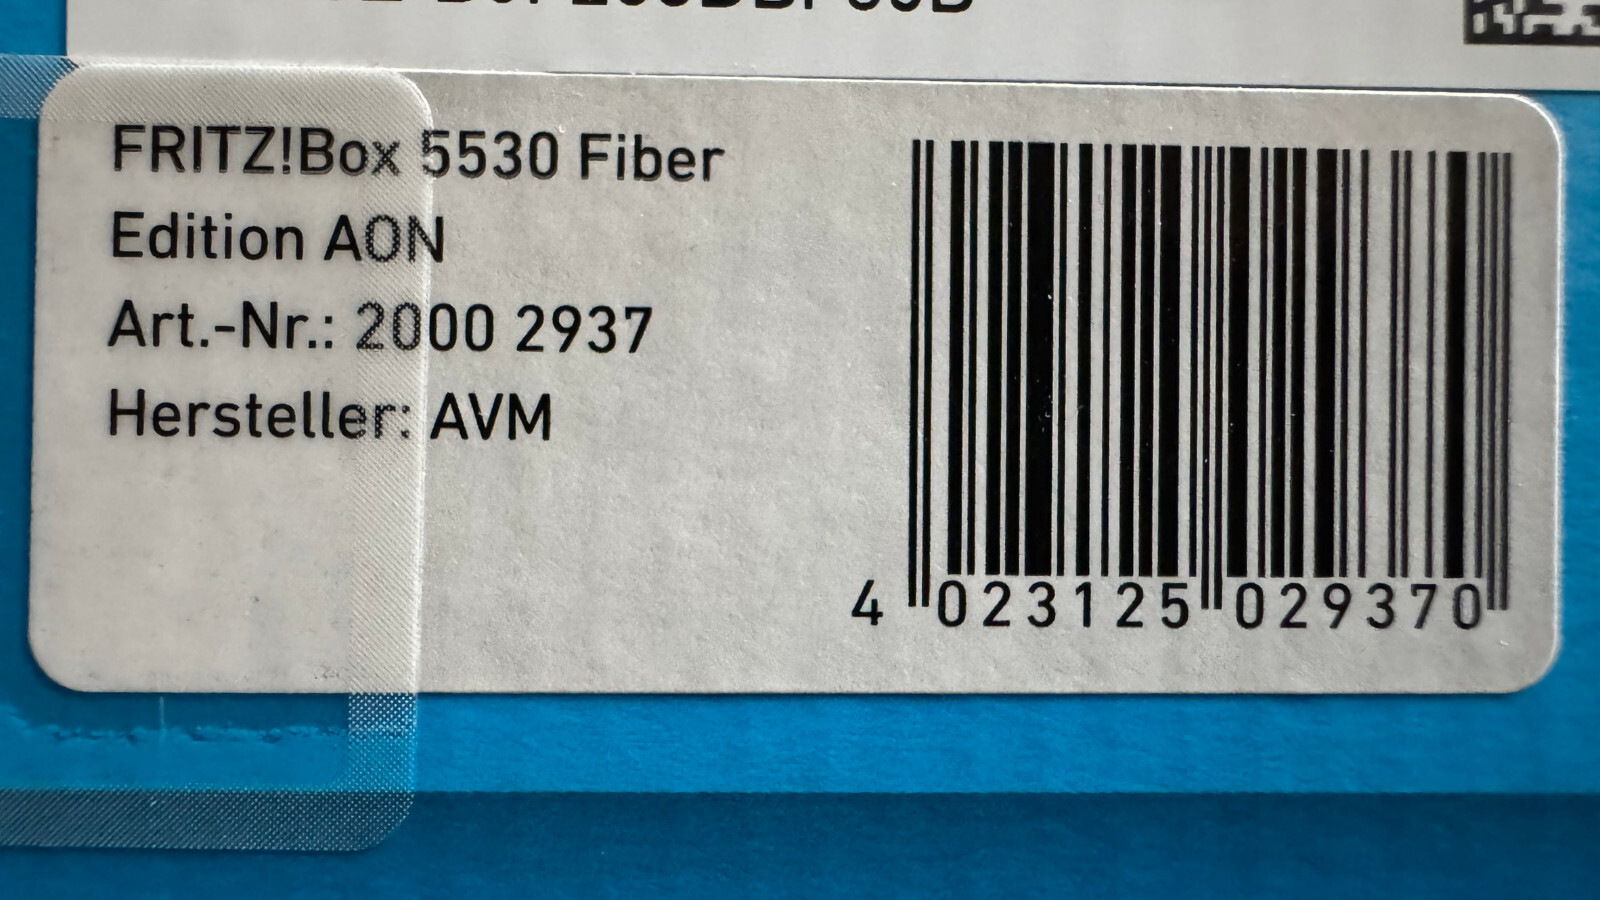 FRITZ!Box 5530 Fiber
Edition AON
Art.-Nr.: 2000 2937
Hersteller: AVM
4 023125 029370